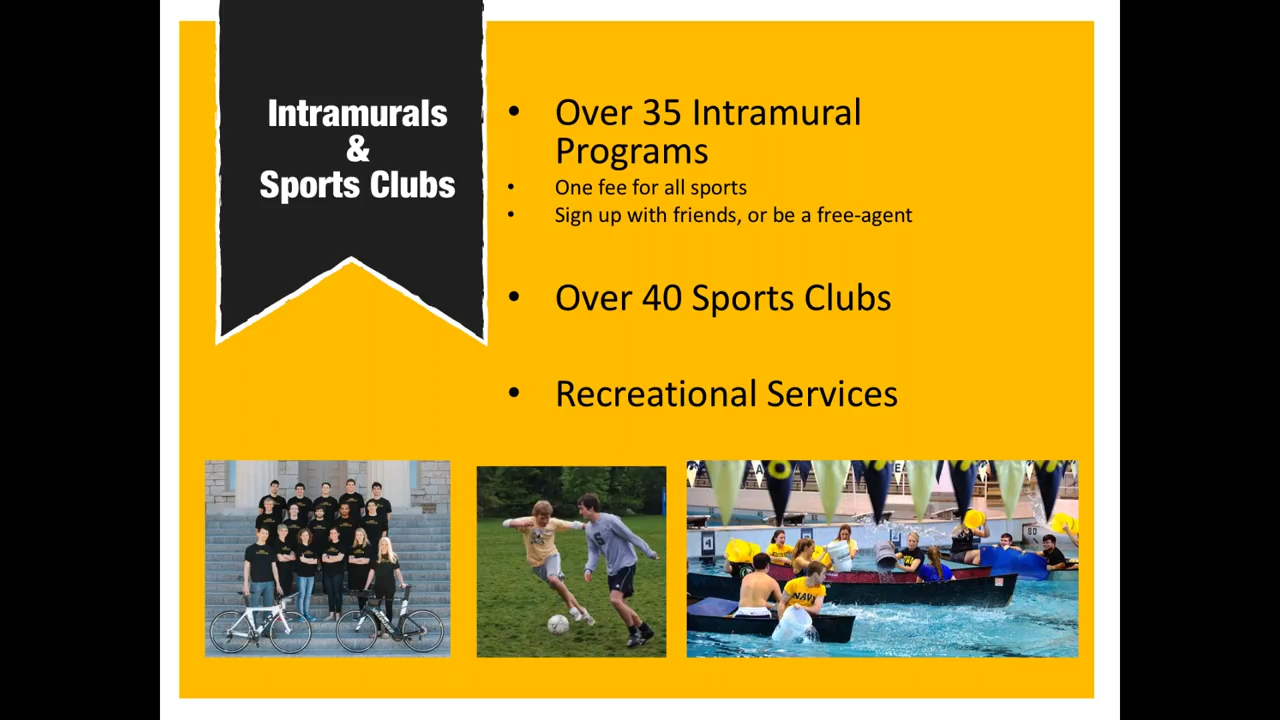 Intramurals
&
Sports Clubs
• Over 35 Intramural
Programs
• One fee for all sports
• Sign up with friends, or be a free-agent
• Over 40 Sports Clubs
• Recreational Services
NAVY